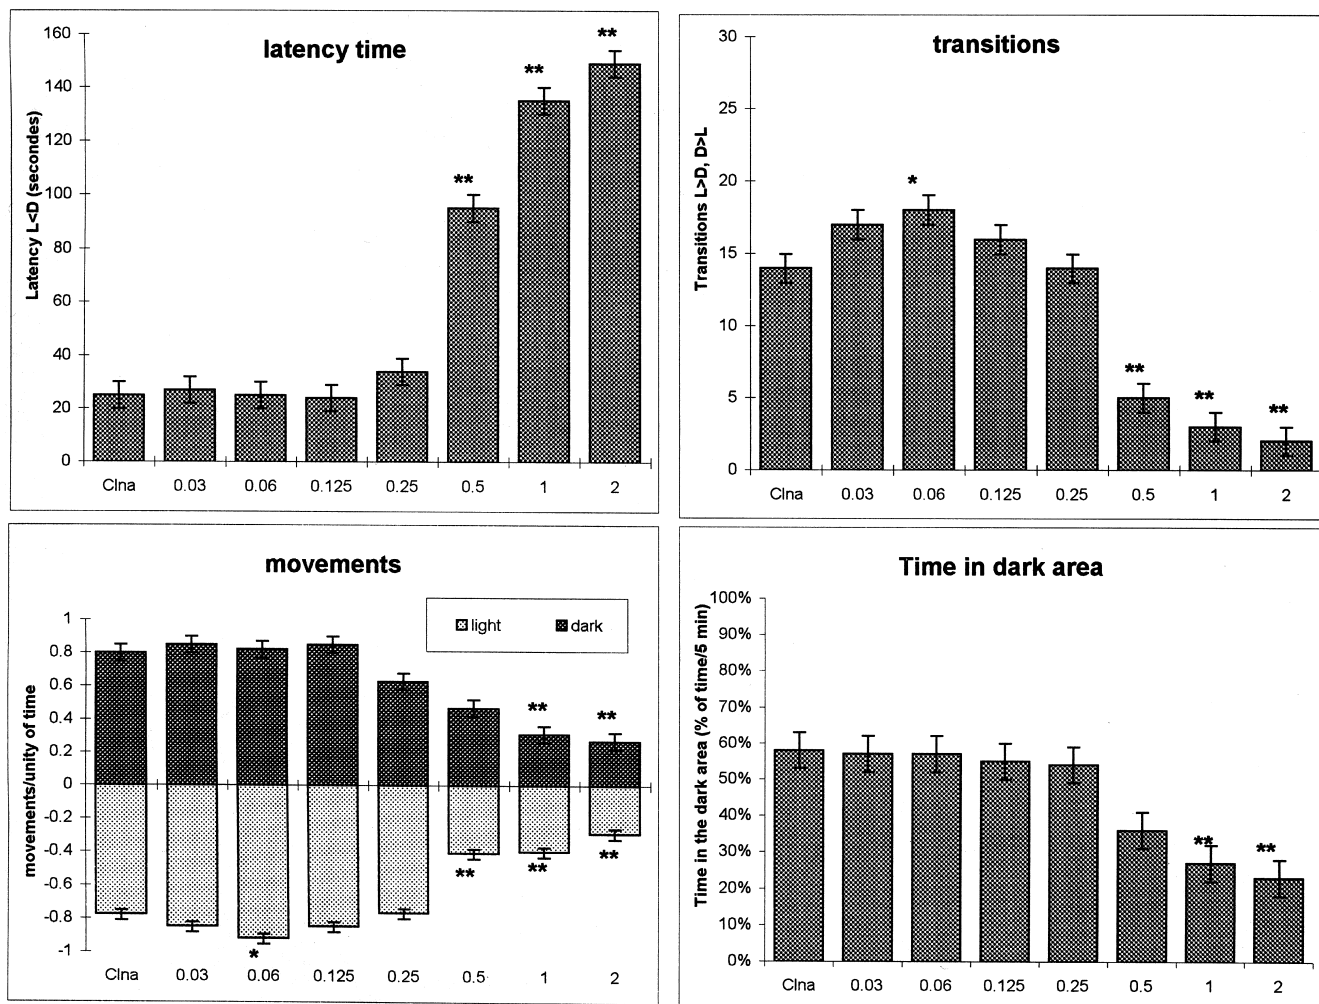 latency time
Latency L<D (secondes)
160
140
120
100
80
60
40
20
0
** ** **
Clna 0.03 0.06 0.125 0.25 0.5 1 2
transitions
Transitions L>D, D>L
30
25
20
15
10
5
0
* ** ** **
Clna 0.03 0.06 0.125 0.25 0.5 1 2
movements
light dark
movements/unity of time
1
0.8
0.6
0.4
0.2
0
-0.2
-0.4
-0.6
-0.8
-1
** **
* ** ** **
Clna 0.03 0.06 0.125 0.25 0.5 1 2
Time in dark area
Time in the dark area (% of time/5 min)
100%
90%
80%
70%
60%
50%
40%
30%
20%
10%
0%
** **
Clna 0.03 0.06 0.125 0.25 0.5 1 2